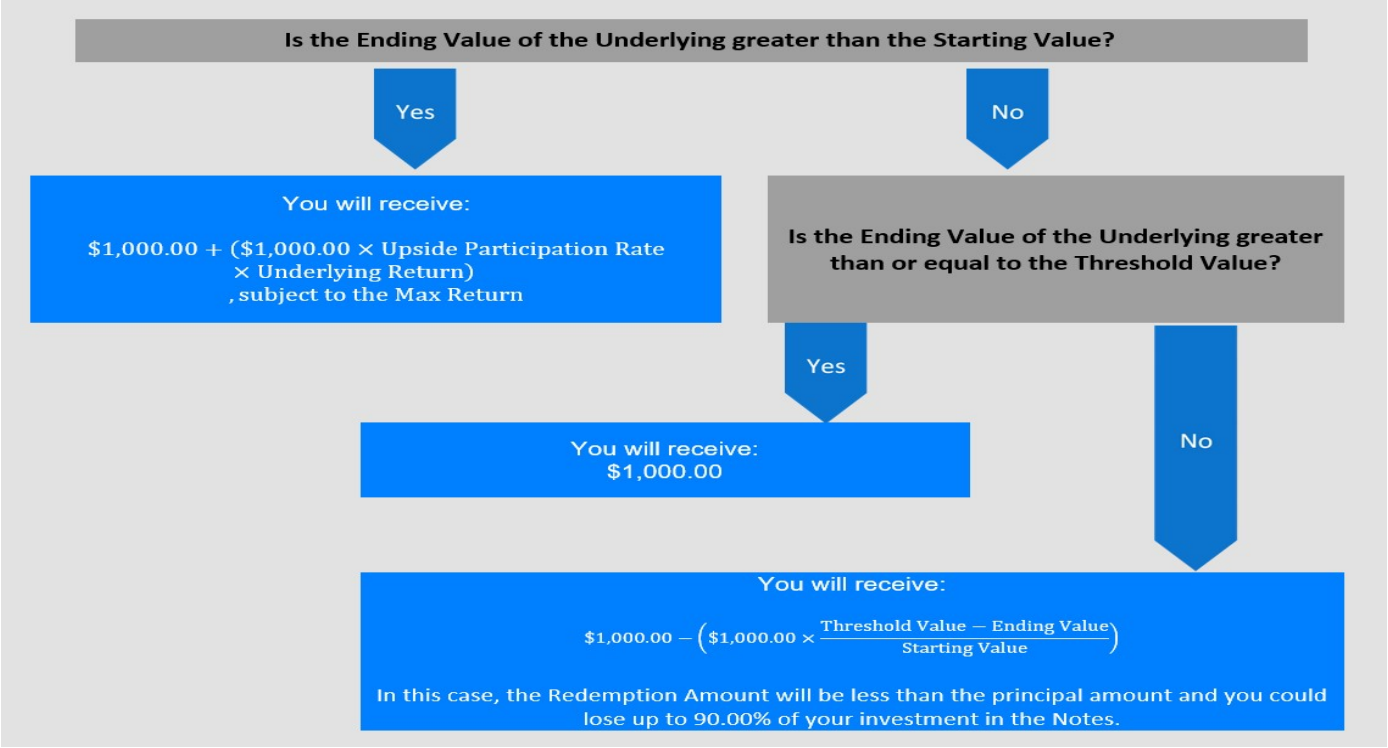 Is the Ending Value of the Underlying greater than the Starting Value?
Yes
No
You will receive:
$1,000.00 + ($1,000.00 × Upside Participation Rate
× Underlying Return)
, subject to the Max Return
Is the Ending Value of the Underlying greater
than or equal to the Threshold Value?
Yes
You will receive:
$1,000.00
No
You will receive:
$1,000.00 − ($1,000.00 × Threshold Value − Ending Value
Starting Value)
In this case, the Redemption Amount will be less than the principal amount and you could
lose up to 90.00% of your investment in the Notes.